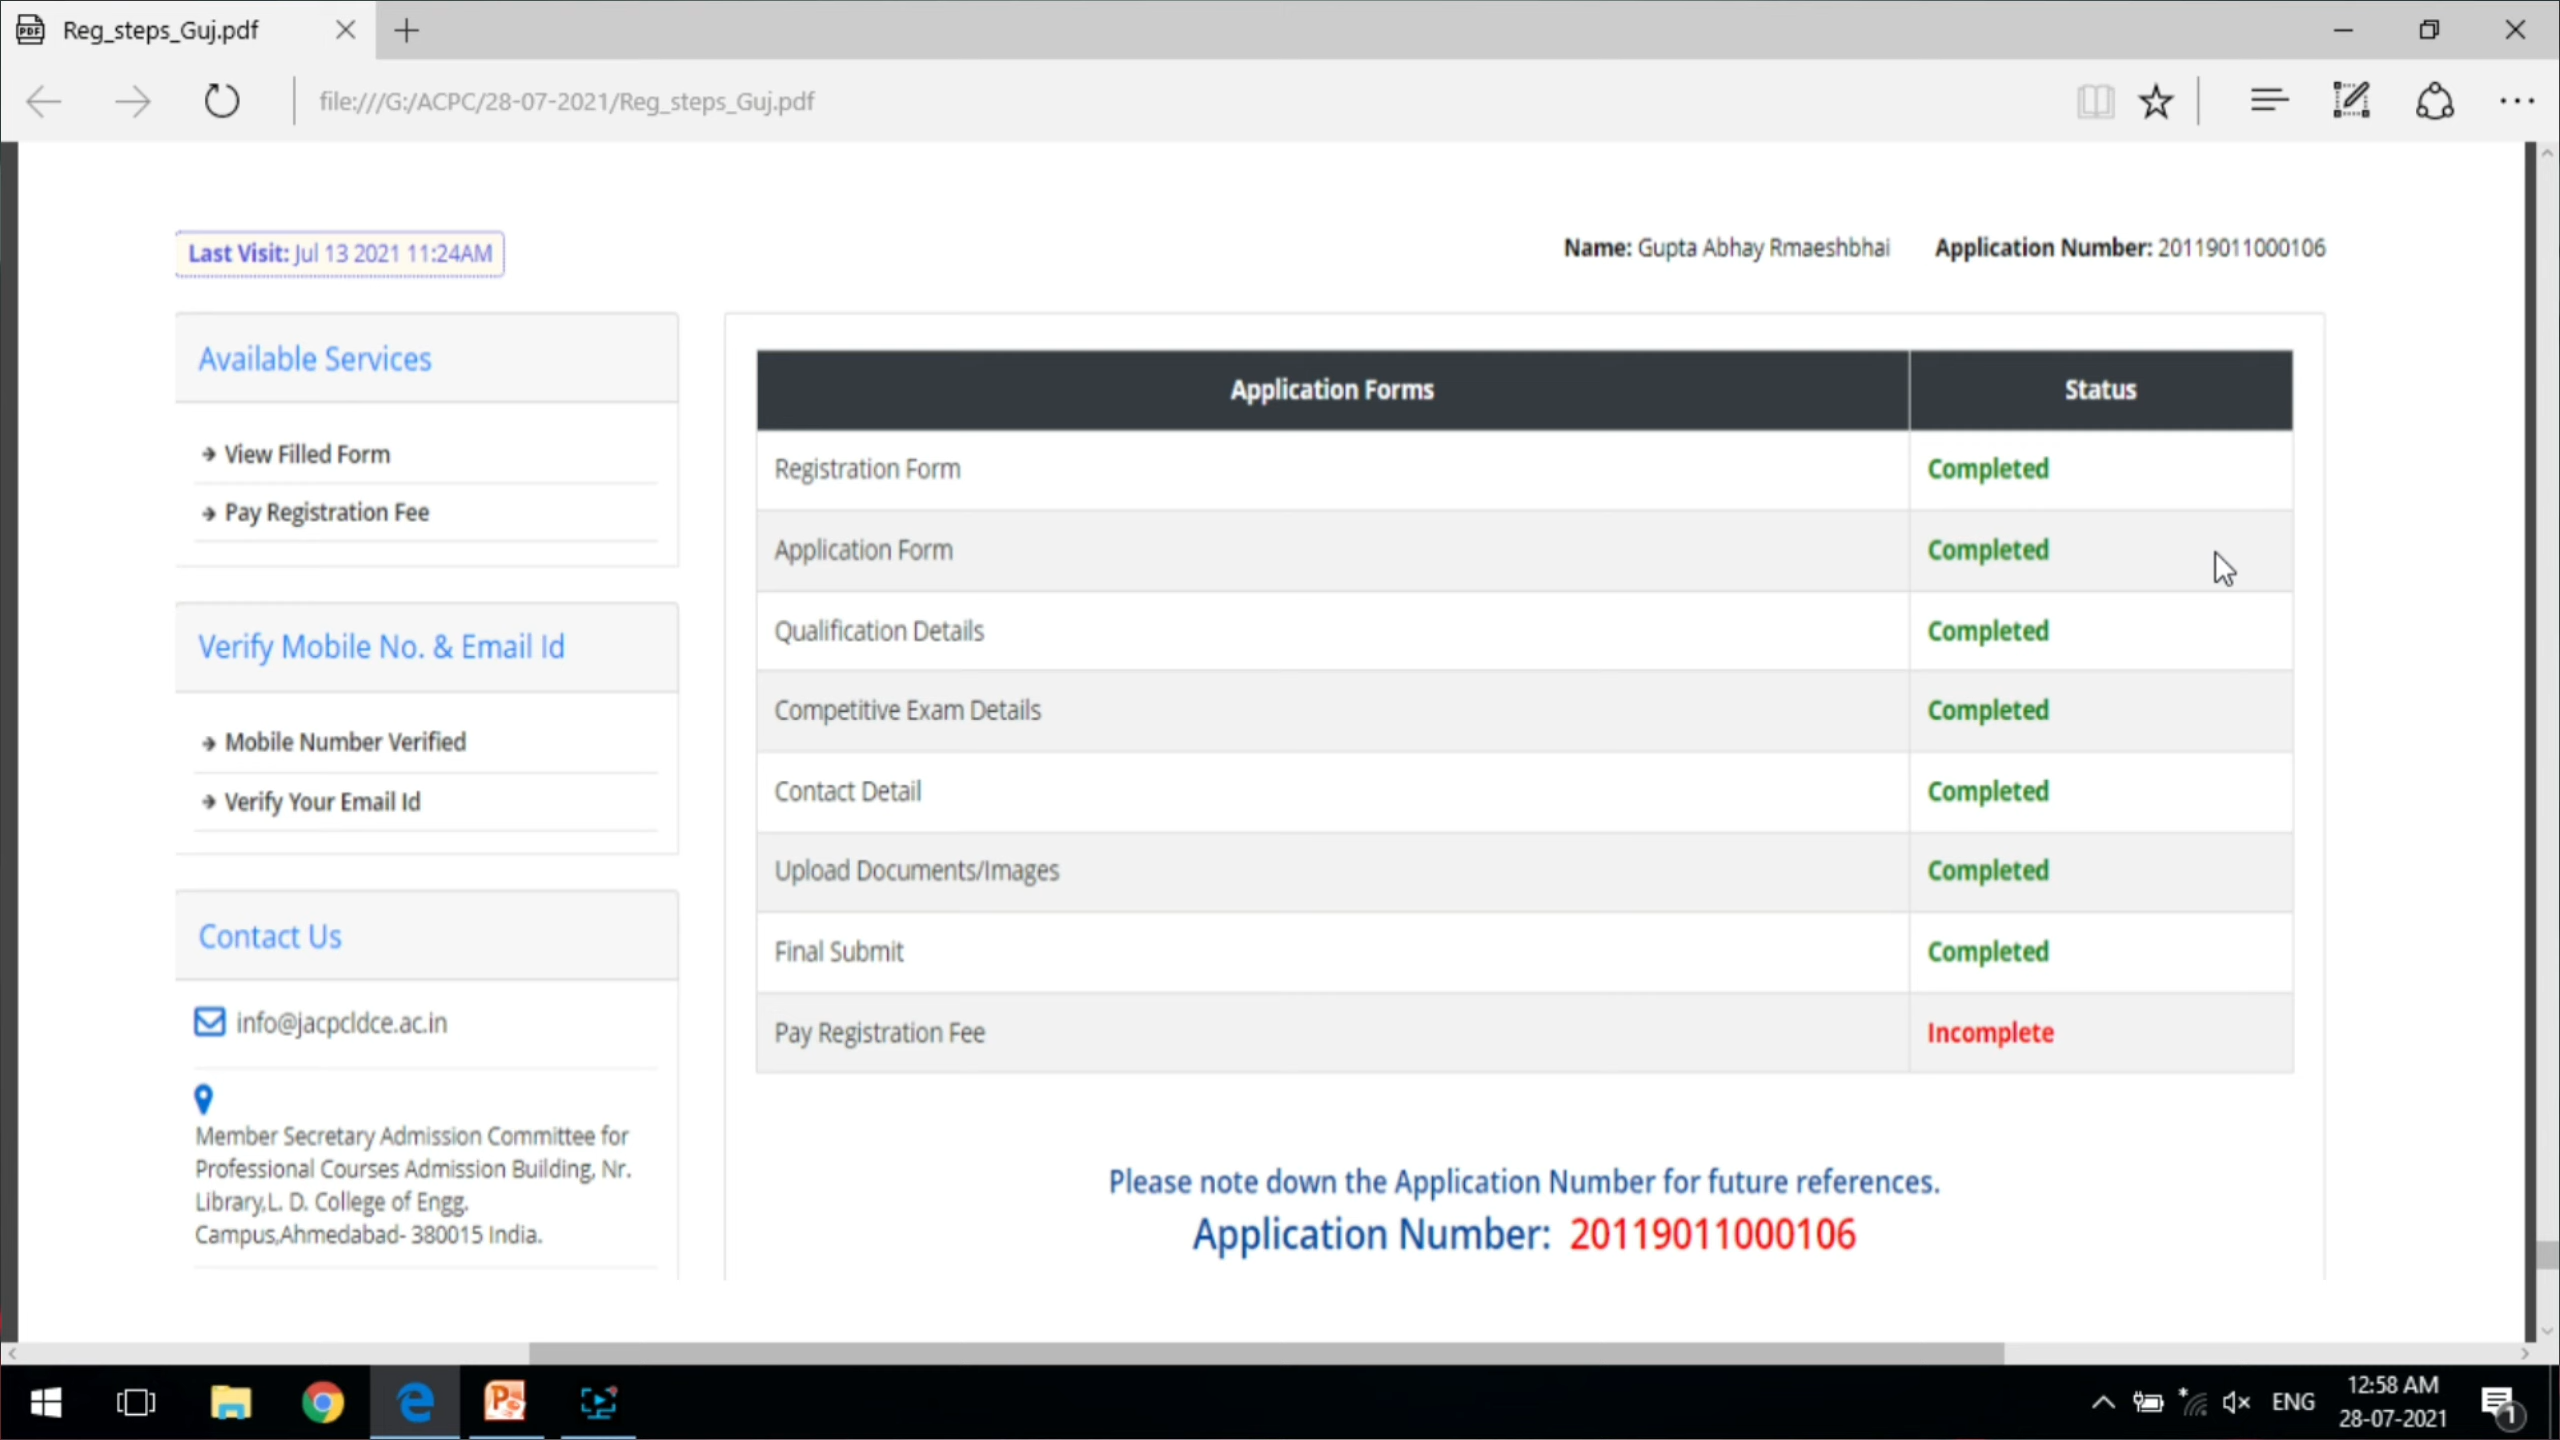 Reg_steps_Guj.pdf
file:///G:/ACPC/28-07-2021/Reg_steps_Guj.pdf
Last Visit: Jul 13 2021 11:24AM
Name: Gupta Abhay Rmaeshbhai Application Number: 20119011000106
Available Services
View Filled Form
Pay Registration Fee
Verify Mobile No. & Email Id
Mobile Number Verified
Verify Your Email Id
Contact Us
info@jacpcldce.ac.in
Member Secretary Admission Committee for
Professional Courses Admission Building, Nr.
Library,L. D. College of Engg.
Campus,Ahmedabad- 380015 India.
Application Forms Status
Registration Form Completed
Application Form Completed
Qualification Details Completed
Competitive Exam Details Completed
Contact Detail Completed
Upload Documents/Images Completed
Final Submit Completed
Pay Registration Fee Incomplete
Please note down the Application Number for future references.
Application Number: 20119011000106
ENG
12:58 AM
28-07-2021
1